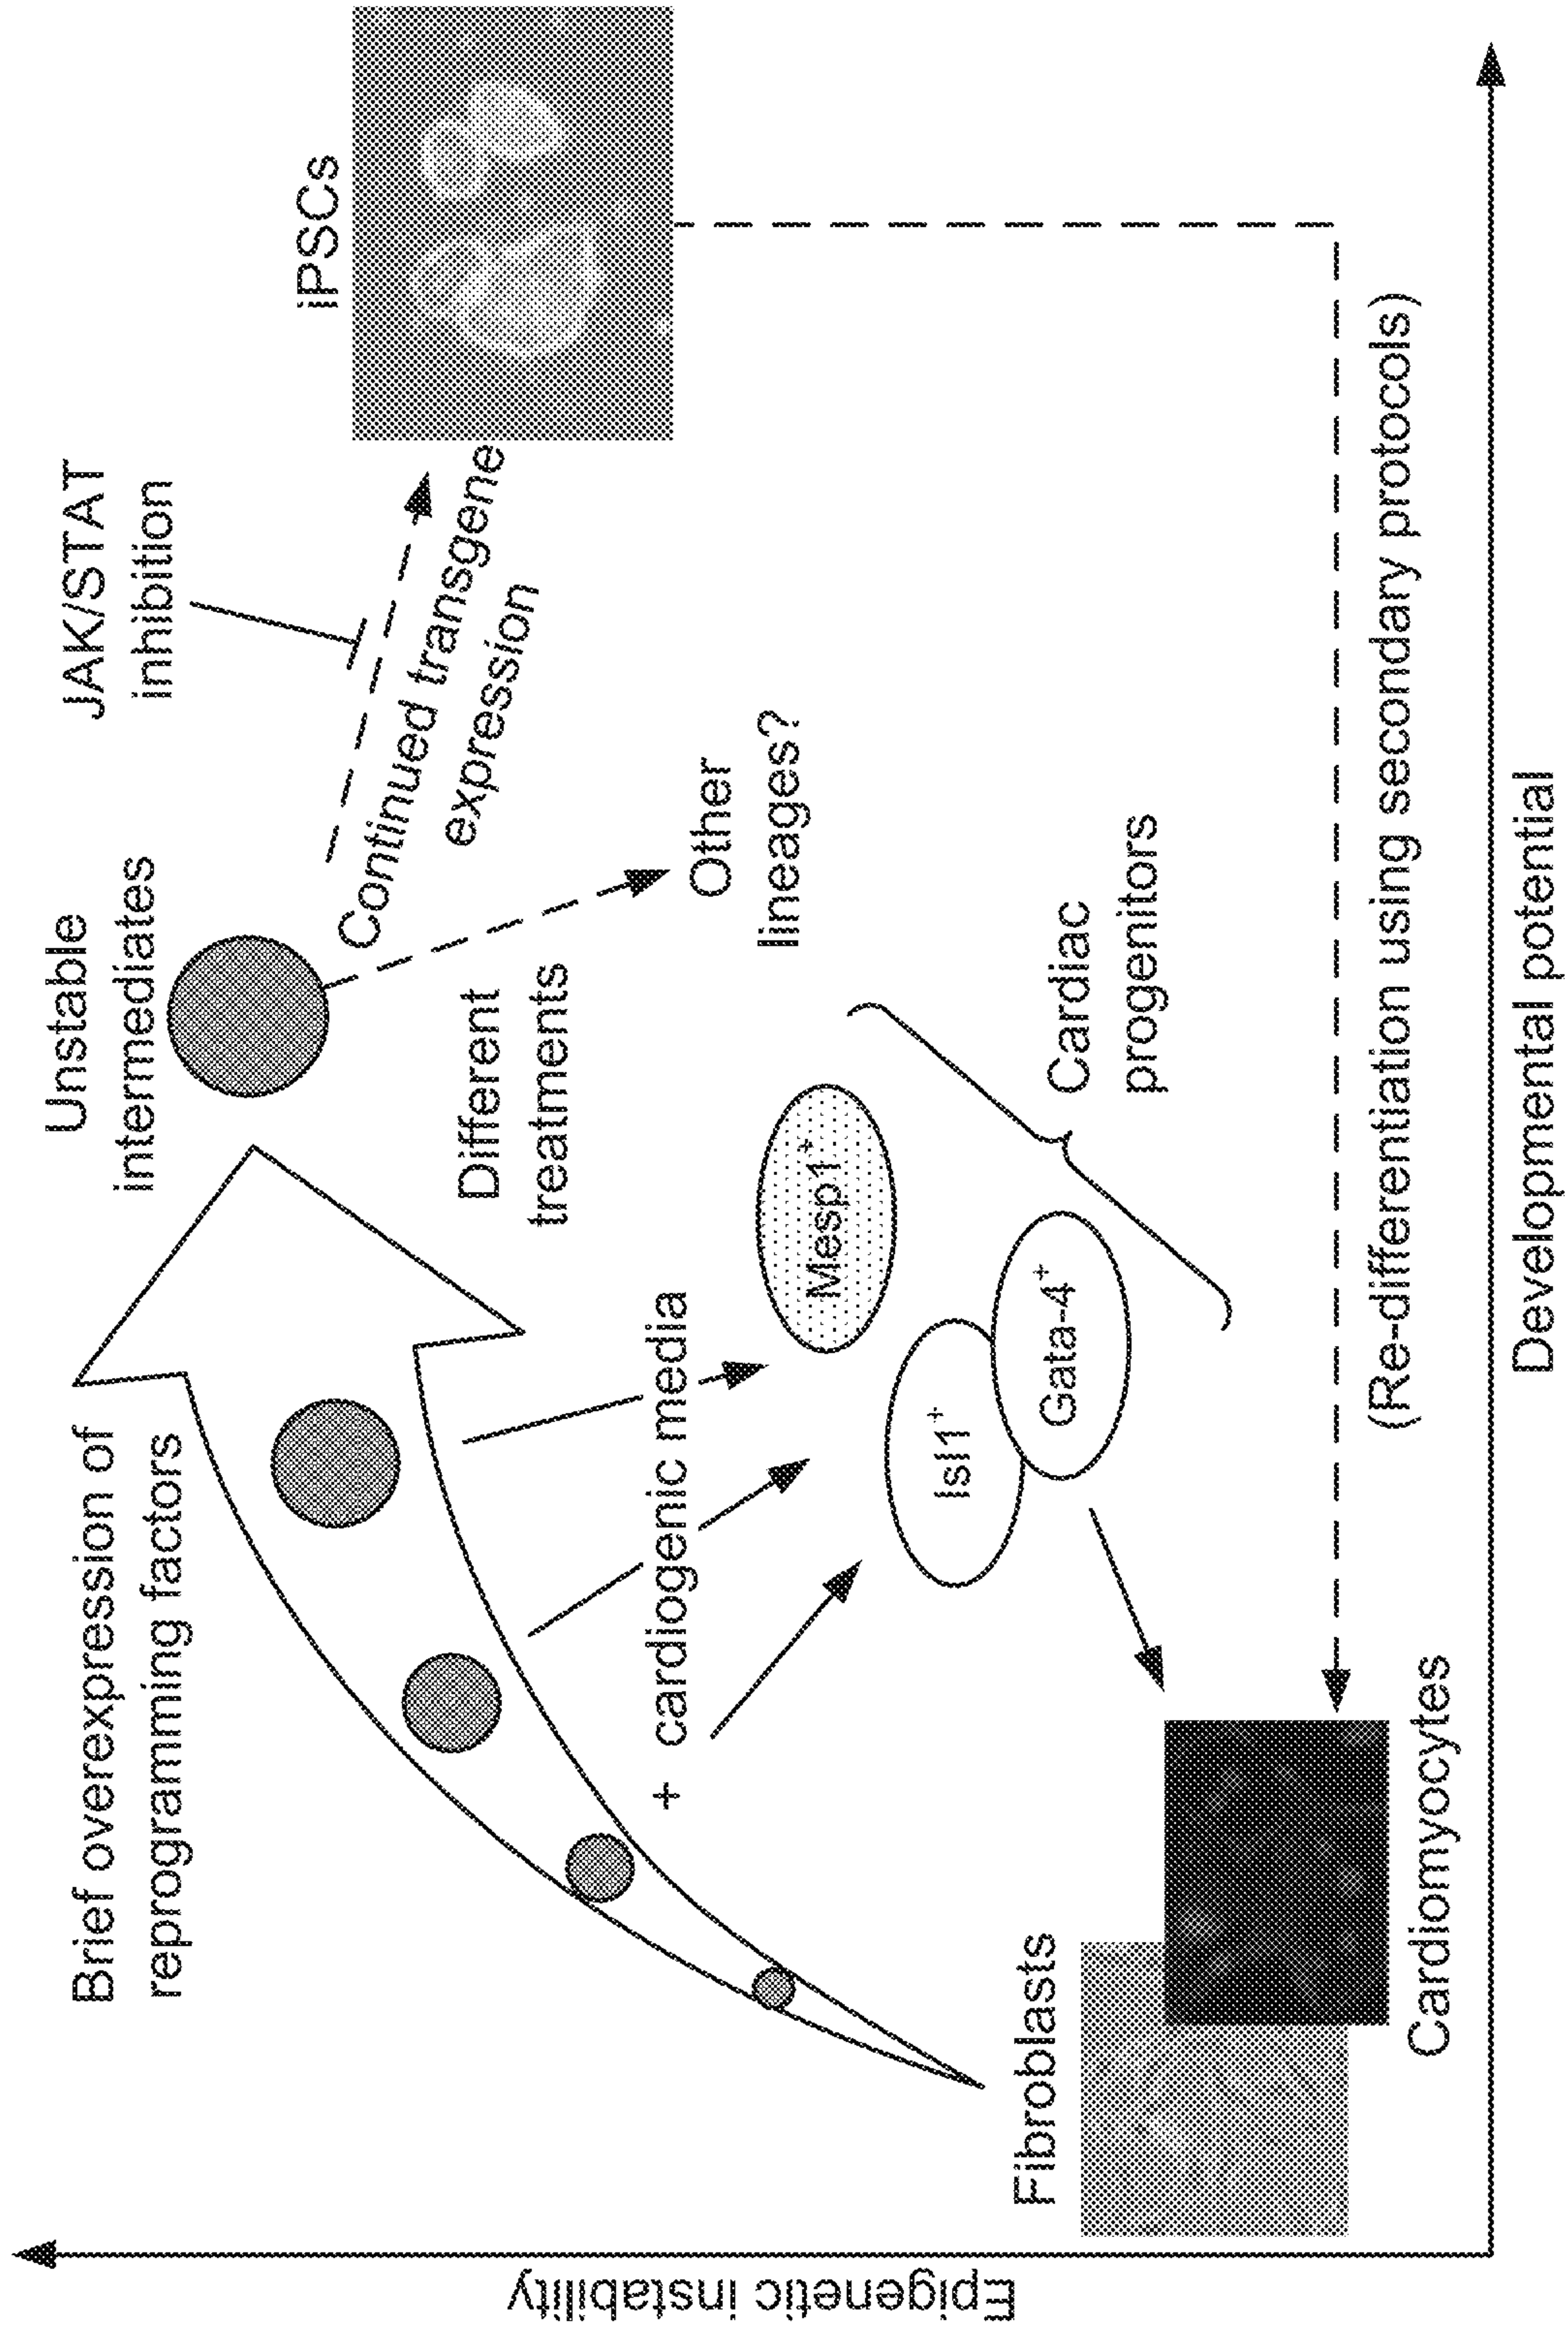 Brief overexpression of
reprogramming factors
Unstable
intermediates
JAK/STAT
inhibition
iPSCs
Continued transgene
expression
Different
treatments
Other
lineages?
+ cardiogenic media
Mesp1+
Isl1+
Gata-4+
Cardiac
progenitors
Fibroblasts
Cardiomyocytes
(Re-differentiation using secondary protocols)
Developmental potential
Epigenetic instability